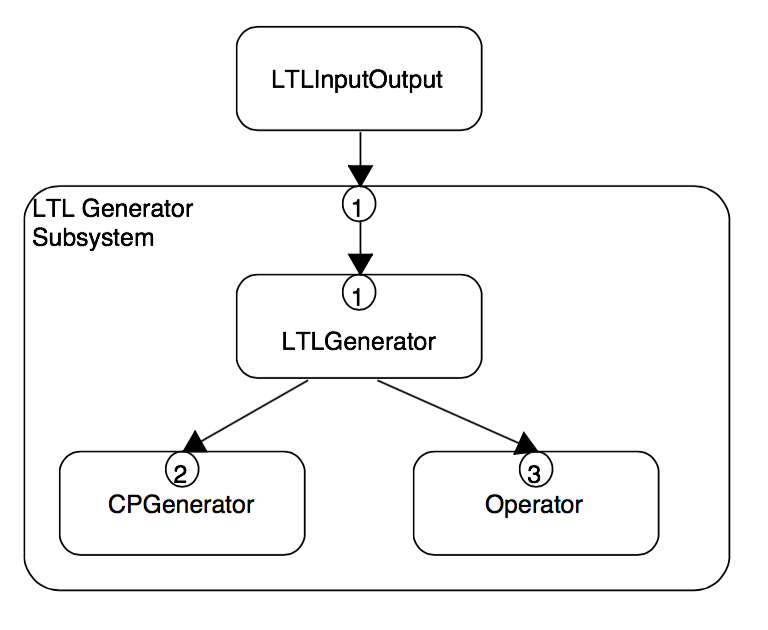 LTLInputOutput
LTL Generator
Subsystem
1
1
LTLGenerator
2
CPGenerator
3
Operator